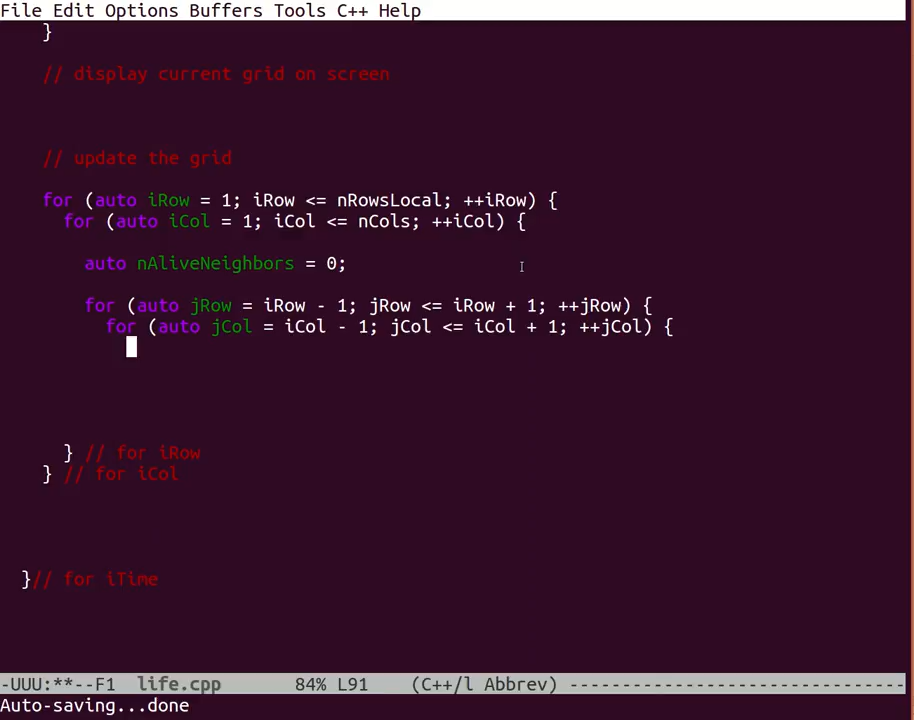 File Edit Options Buffers Tools C++ Help
}
// display current grid on screen
// update the grid
for (auto iRow = 1; iRow <= nRowsLocal; ++iRow) {
for (auto iCol = 1; iCol <= nCols; ++iCol) {
auto nAliveNeighbors = 0;
for (auto jRow = iRow - 1; jRow <= iRow + 1; ++jRow) {
for (auto jCol = iCol - 1; jCol <= iCol + 1; ++jCol) {
} // for iRow
} // for iCol
}// for iTime
-UUU:**--F1 life.cpp 84% L91 (C++/l Abbrev) --------------------------------
Auto-saving...done